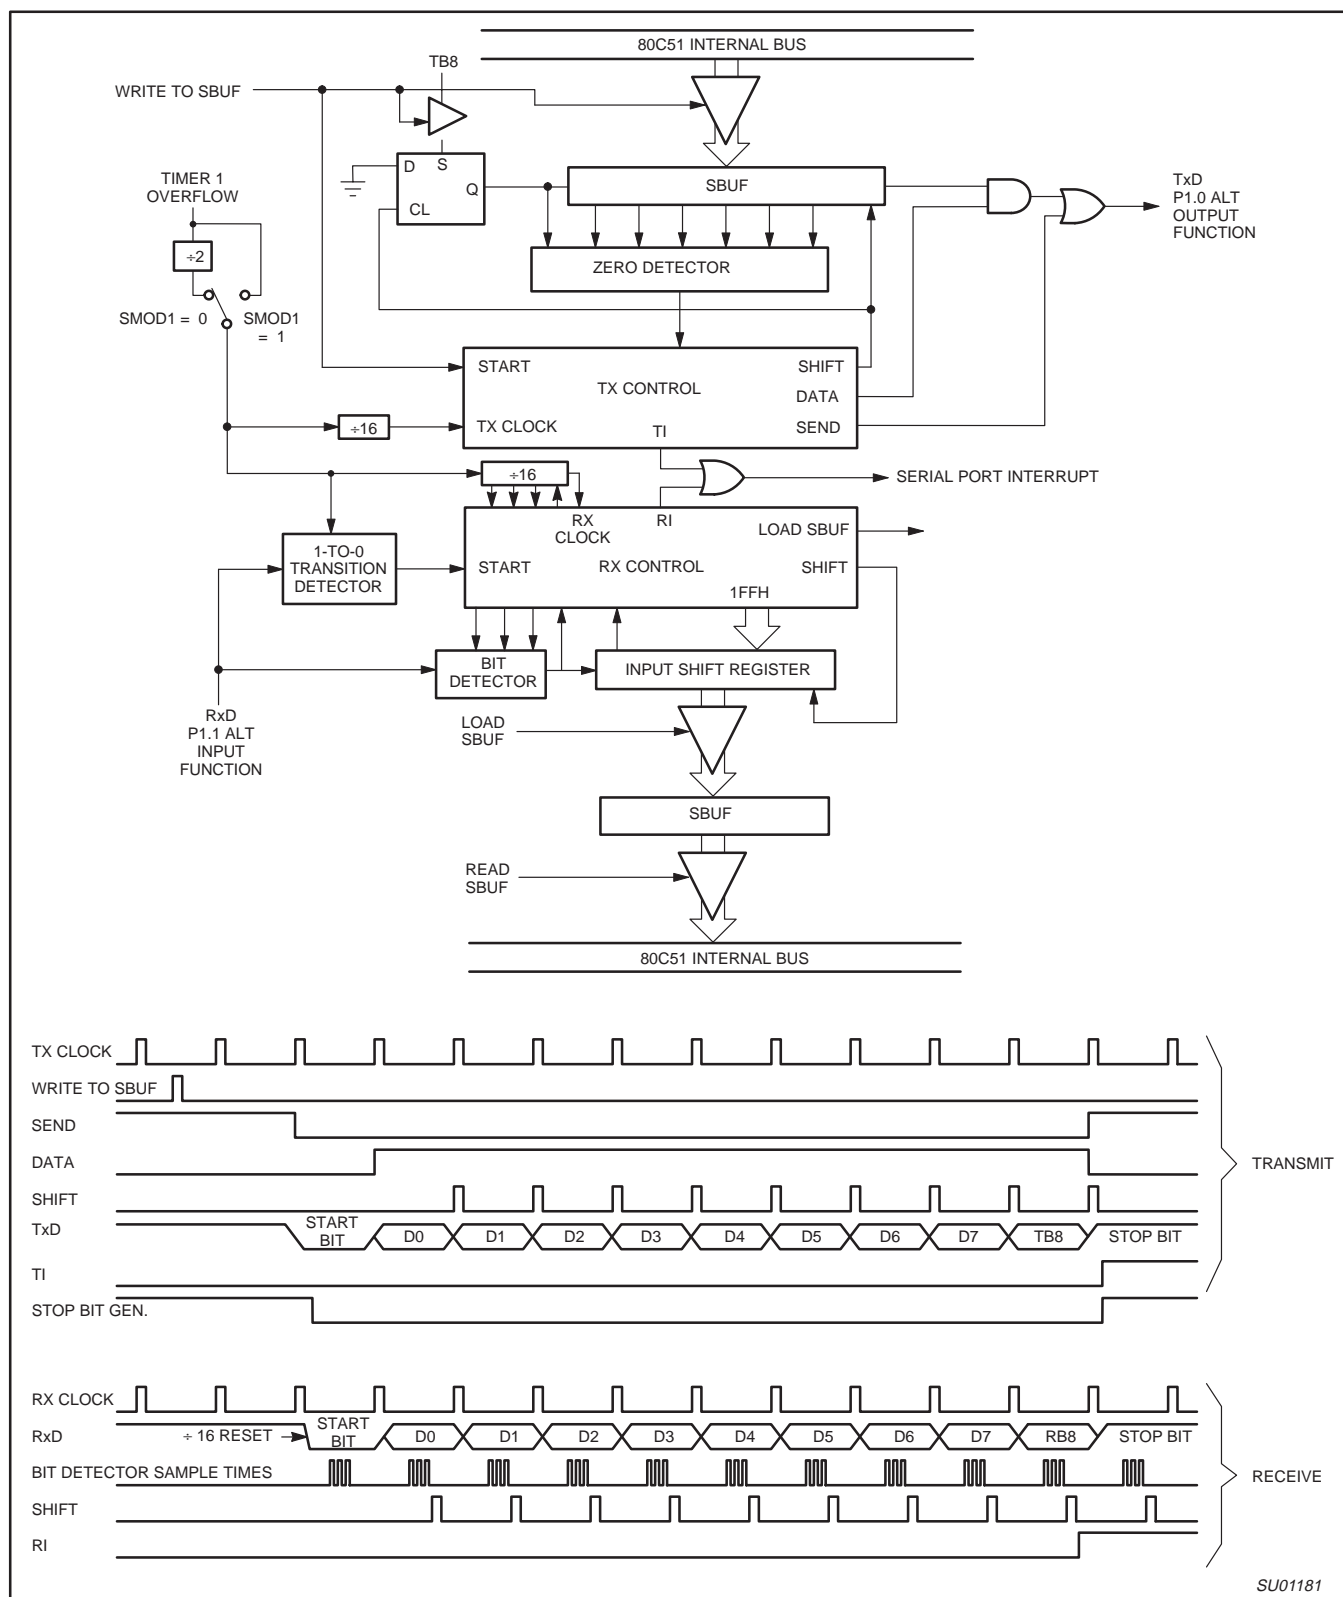 80C51 INTERNAL BUS
TB8
WRITE TO SBUF
D
S
Q
CL
SBUF
TxD
P1.0 ALT
OUTPUT
FUNCTION
TIMER 1
OVERFLOW
÷2
ZERO DETECTOR
SMOD1 = 0
SMOD1
= 1
START
SHIFT
TX CONTROL
DATA
÷16
TX CLOCK
TI
SEND
÷16
SERIAL PORT INTERRUPT
RX
CLOCK
RI
LOAD SBUF
1-TO-0
TRANSITION
DETECTOR
START
RX CONTROL
SHIFT
1FFH
BIT
DETECTOR
INPUT SHIFT REGISTER
RxD
P1.1 ALT
INPUT
FUNCTION
LOAD
SBUF
SBUF
READ
SBUF
80C51 INTERNAL BUS
TX CLOCK
WRITE TO SBUF
SEND
DATA
TRANSMIT
SHIFT
TxD
START
BIT
D0
D1
D2
D3
D4
D5
D6
D7
TB8
STOP BIT
TI
STOP BIT GEN.
RX CLOCK
RxD
÷ 16 RESET
START
BIT
D0
D1
D2
D3
D4
D5
D6
D7
RB8
STOP BIT
BIT DETECTOR SAMPLE TIMES
RECEIVE
SHIFT
RI
SU01181